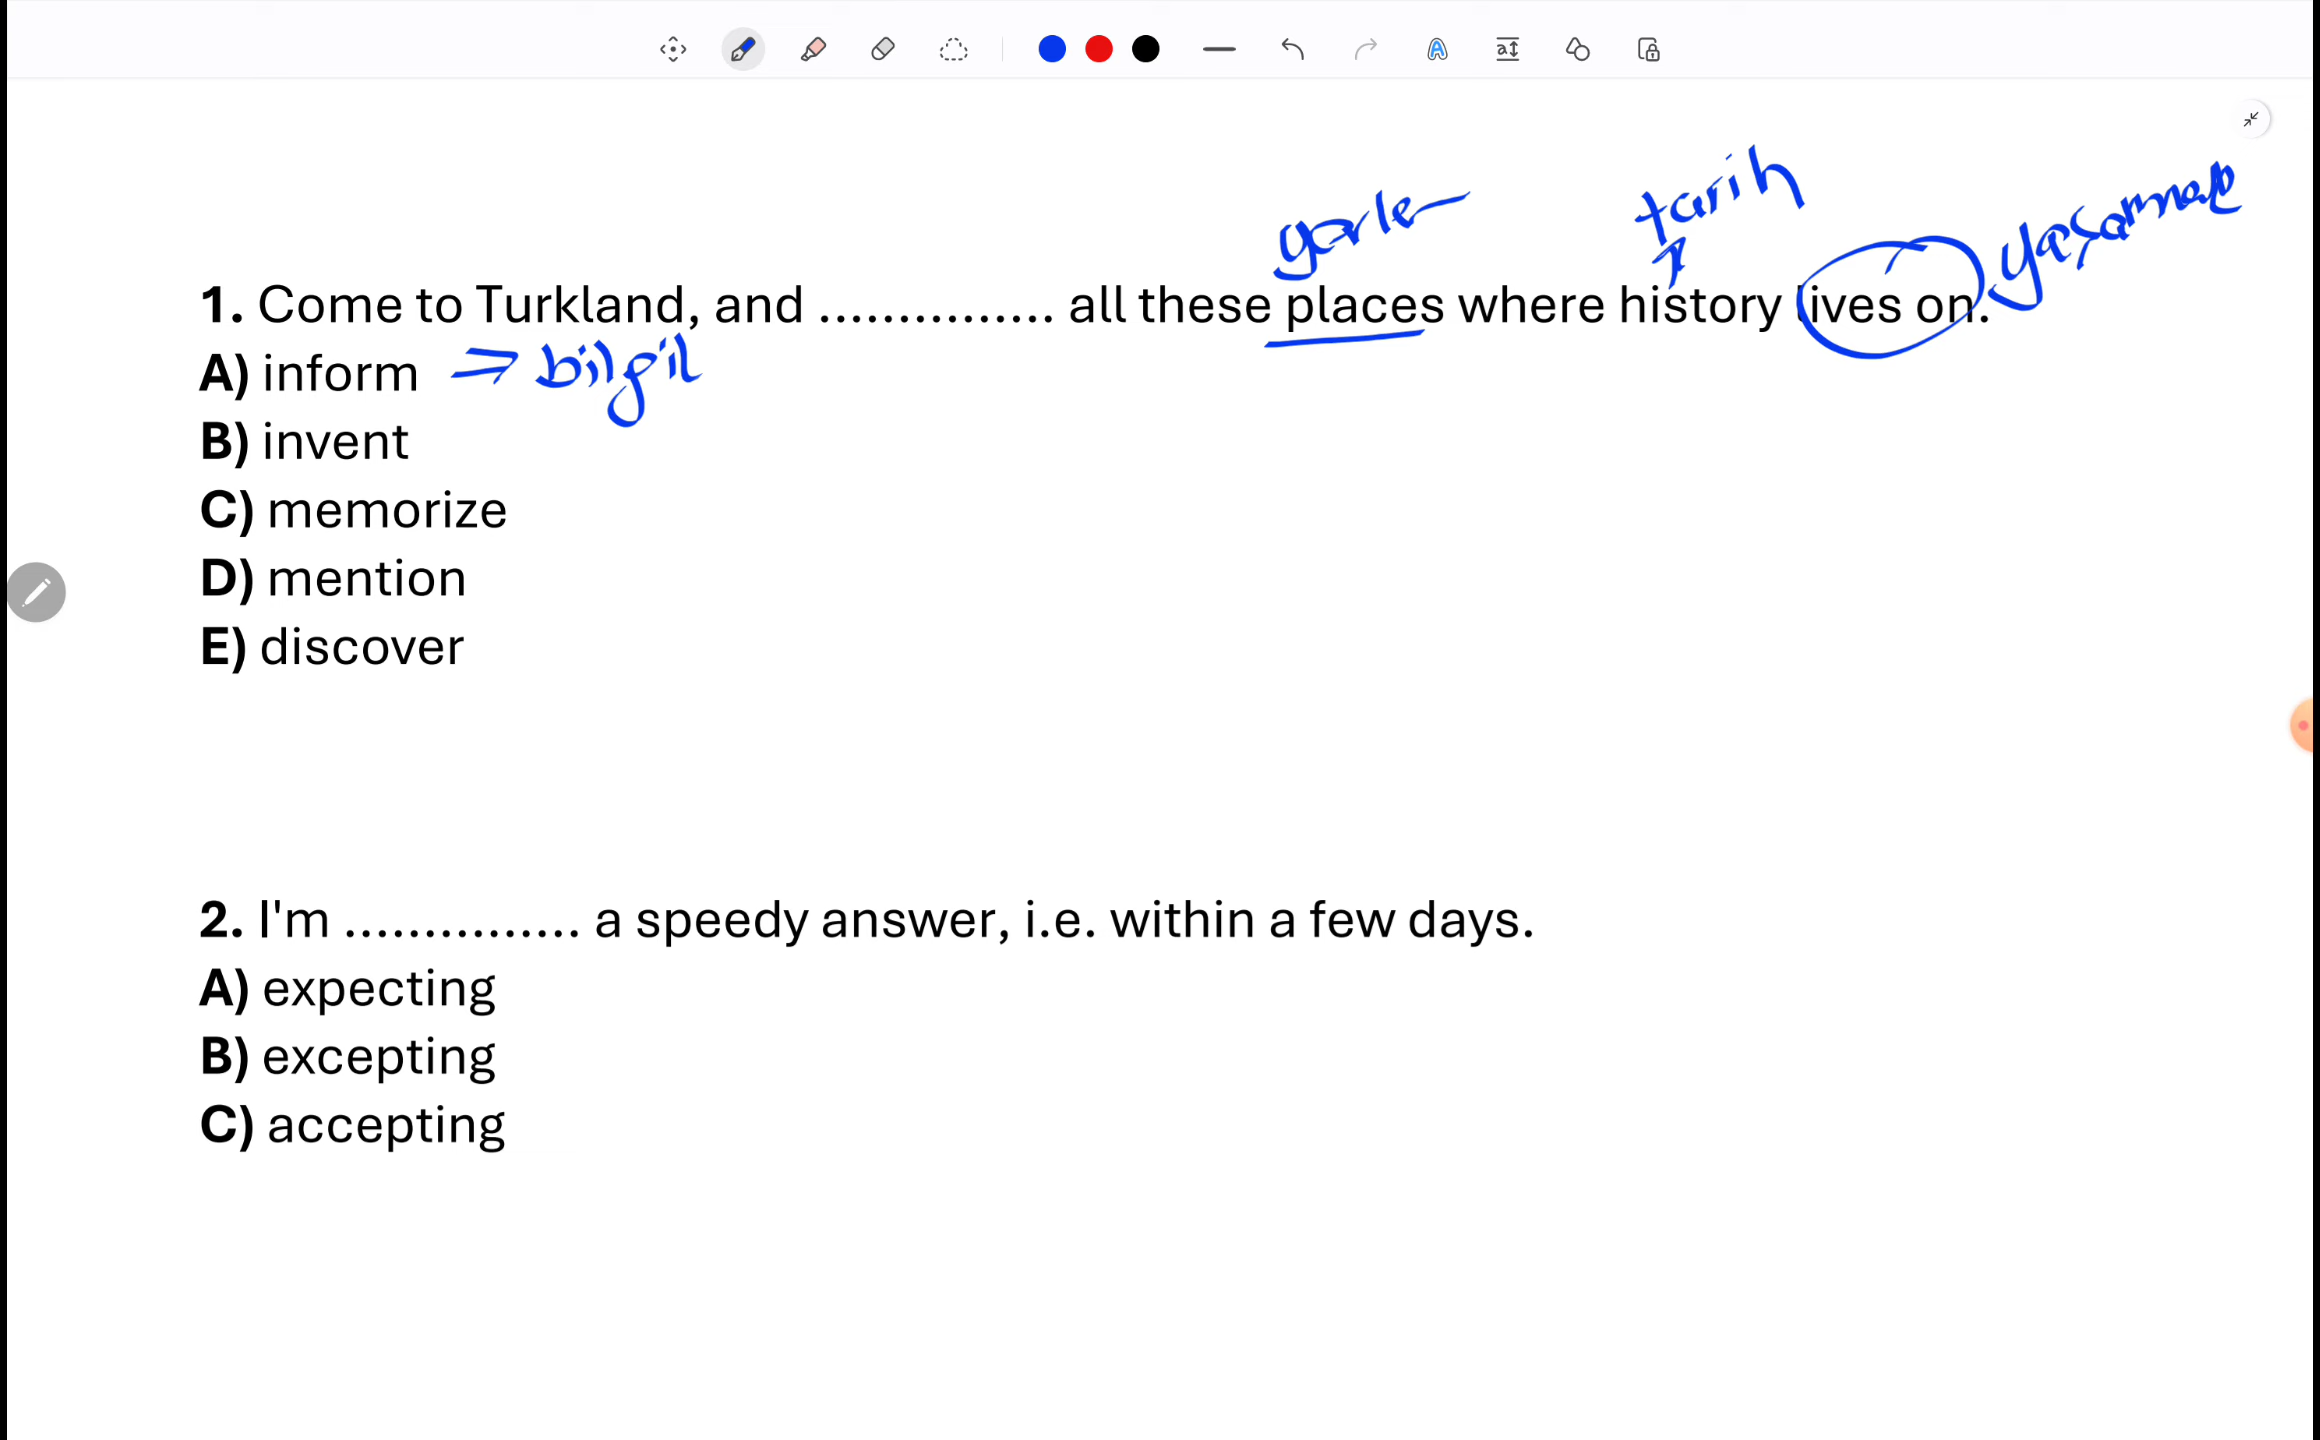 tarih
yerler
yaşamak
1. Come to Turkland, and ............... all these places where history lives on.
A) inform ⇒ bilgil
B) invent
C) memorize
D) mention
E) discover
2. I'm ............... a speedy answer, i.e. within a few days.
A) expecting
B) excepting
C) accepting